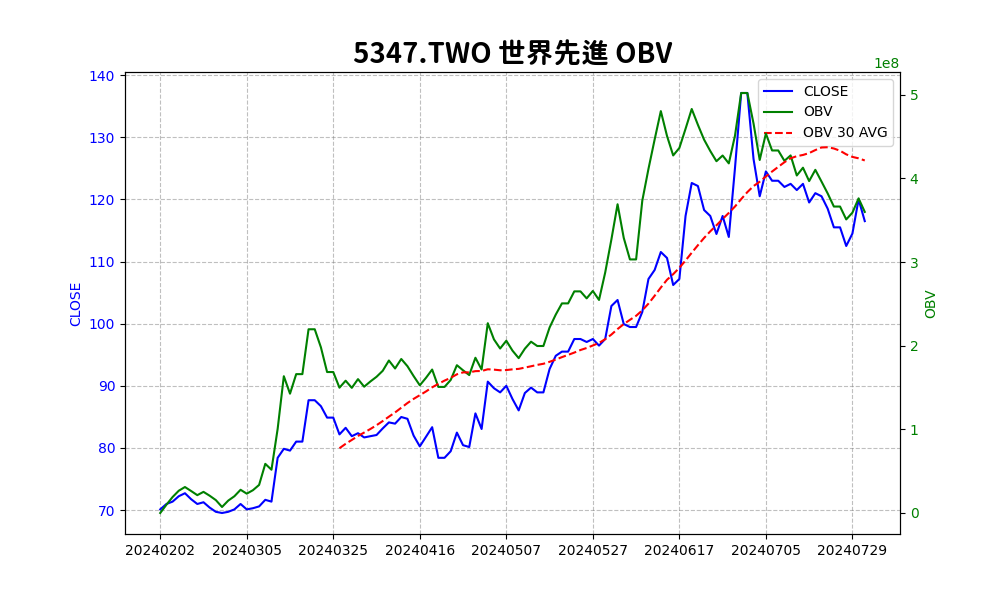 5347.TWO 世界先進 OBV
1e8
140
130
120
110
100
90
80
70
CLOSE
5
4
3
2
1
0
OBV
CLOSE
OBV
OBV 30 AVG
20240202 20240305 20240325 20240416 20240507 20240527 20240617 20240705 20240729